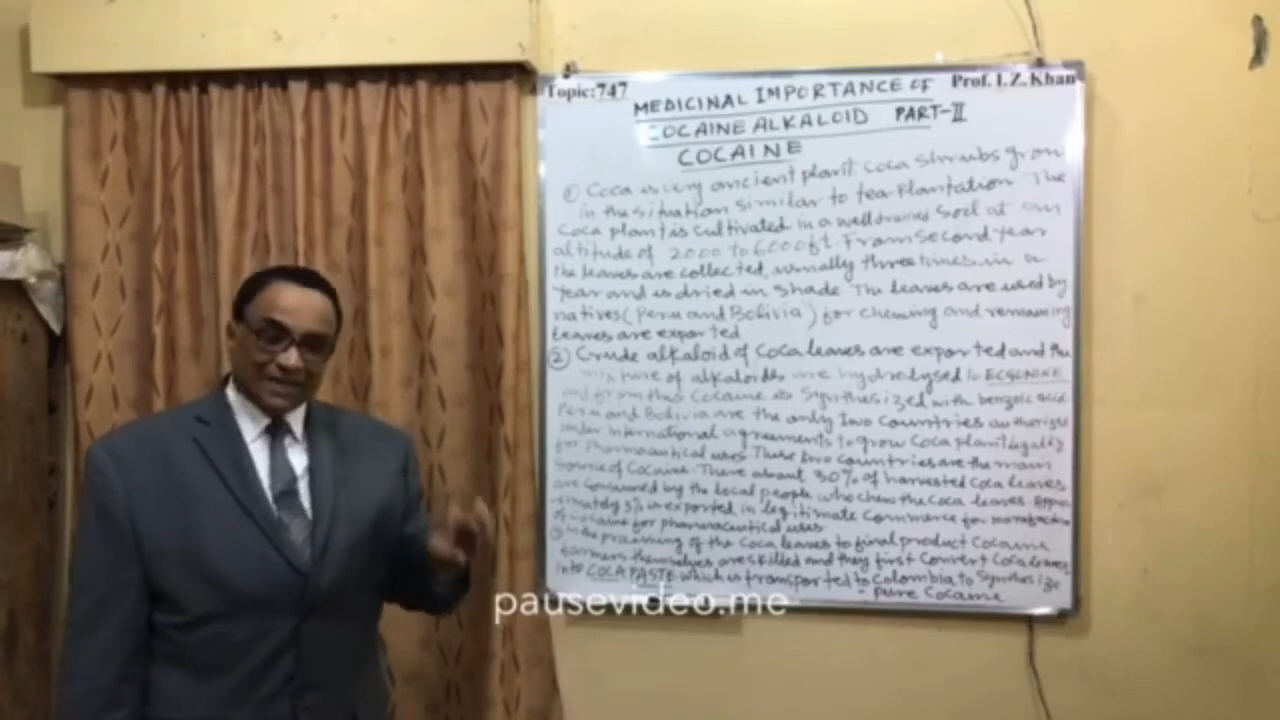 Topic:747
Prof. I.Z. Khan
MEDICINAL IMPORTANCE OF
COCAINE ALKALOID PART-II
COCAINE
① Coca is very ancient plant. Coca shrubs grow
in the situation similar to tea plantation The
Coca plant is cultivated in a well drained soil at an
altitude of 2000 to 6000ft. From second year
the leaves are collected, usually three times in a
year and is dried in shade The leaves are used by
natives (Peru and Bolivia) for chewing and remaining
leaves are exported
② Crude alkaloid of coca leaves are exported and the
mixture of alkaloids are hydrolysed to ECGONINE
and from this cocaine is synthesized with benzoic acid
Peru and Bolivia are the only two countries authorized
under international agreements to grow coca plant legally
for pharmaceutical uses These two countries are the main
source of cocaine. There about 30% of harvested coca leaves
are consumed by the local people who chew the coca leaves.
5% is exported in legitimate commerce for
of cocaine for pharmaceutical uses
③ In the processing of the coca leaves to final product cocaine
farmers themselves are skilled and they first convert coca leaves
into COCA PASTE which is transported to Colombia to synthesize
- pure cocaine
pausevideo.me